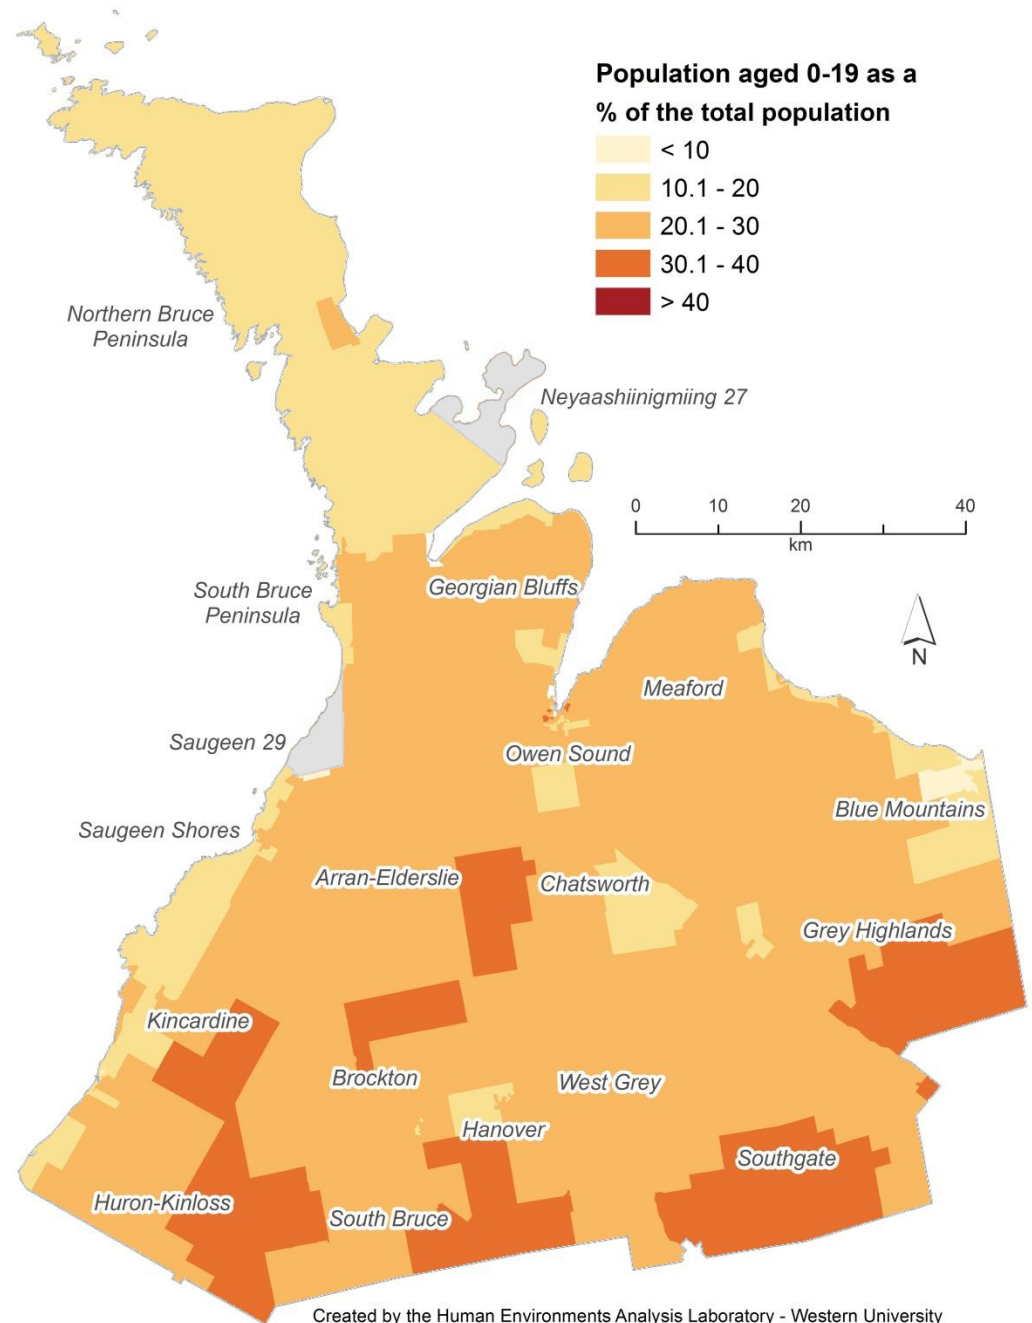 Population aged 0-19 as a
% of the total population
< 10
10.1 - 20
20.1 - 30
30.1 - 40
> 40
Northern Bruce
Peninsula
Neyaashiinigmiing 27
0 10 20 40
km
South Bruce
Peninsula
Georgian Bluffs
N
Meaford
Saugeen 29
Owen Sound
Saugeen Shores
Blue Mountains
Arran-Elderslie
Chatsworth
Grey Highlands
Kincardine
Brockton
West Grey
Hanover
Southgate
Huron-Kinloss
South Bruce
Created by the Human Environments Analysis Laboratory - Western University